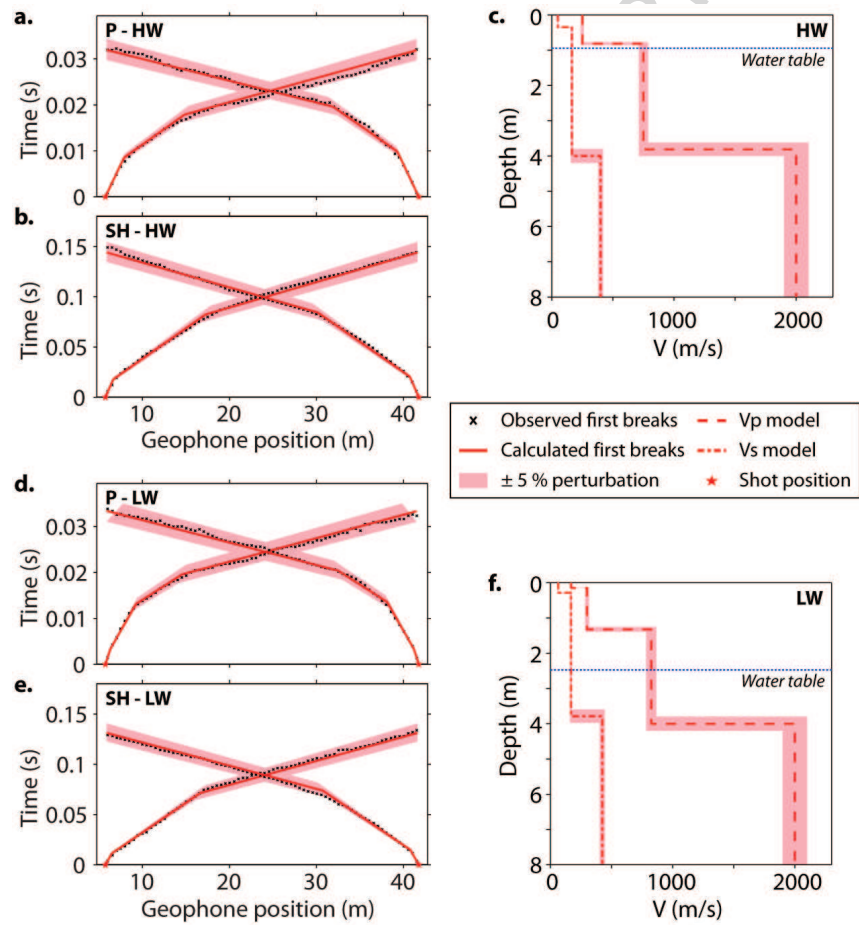 a.
P - HW
Time (s)
0.03
0.02
0.01
0
b.
SH - HW
Time (s)
0.15
0.1
0.05
0
10 20 30 40
Geophone position (m)
c.
HW
Water table
Depth (m)
0
2
4
6
8
0 1000 2000
V (m/s)
Observed first breaks
Calculated first breaks
± 5 % perturbation
Vp model
Vs model
Shot position
d.
P - LW
Time (s)
0.03
0.02
0.01
0
e.
SH - LW
Time (s)
0.15
0.1
0.05
0
10 20 30 40
Geophone position (m)
f.
LW
Water table
Depth (m)
0
2
4
6
8
0 1000 2000
V (m/s)